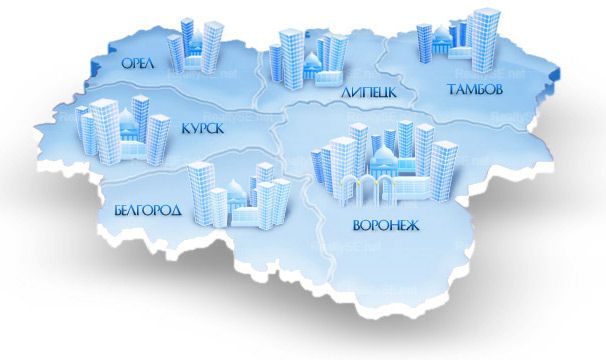 ОРЕЛ
ЛИПЕЦК
ТАМБОВ
КУРСК
БЕЛГОРОД
ВОРОНЕЖ